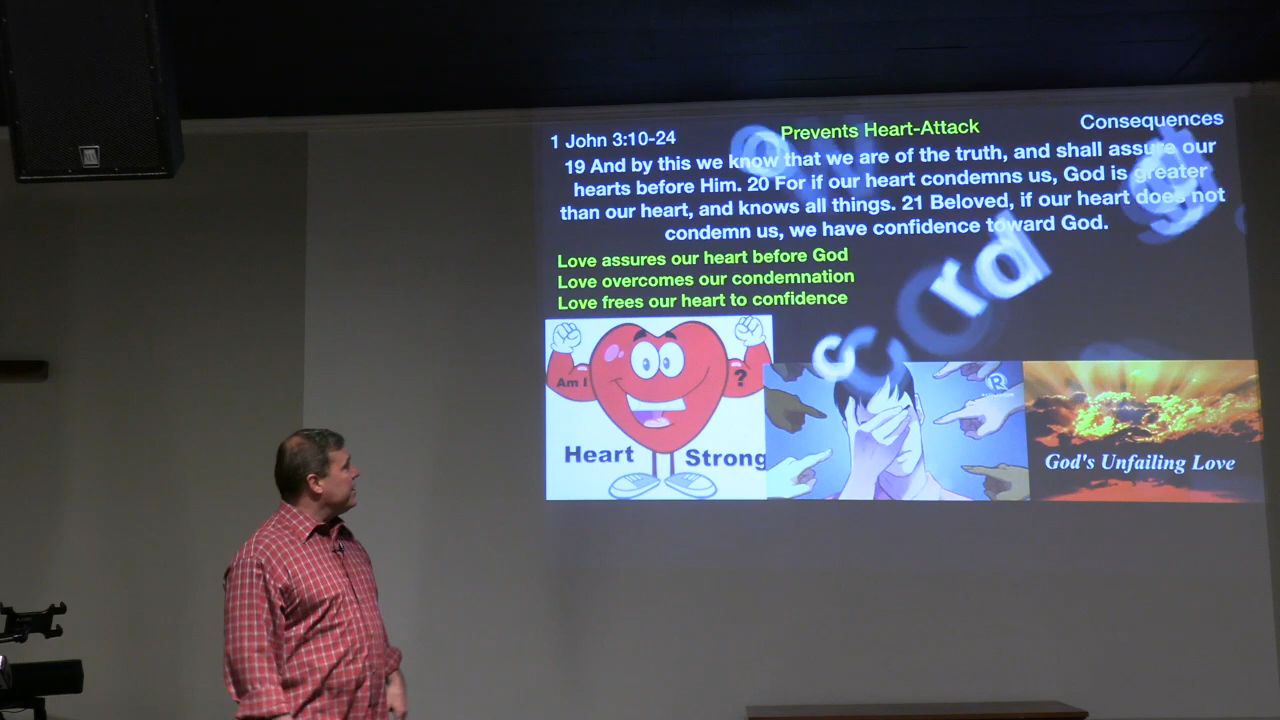 1 John 3:10-24
Prevents Heart-Attack
Consequences
19 And by this we know that we are of the truth, and shall assure our
hearts before Him. 20 For if our heart condemns us, God is greater
than our heart, and knows all things. 21 Beloved, if our heart does not
condemn us, we have confidence toward God.
Love assures our heart before God
Love overcomes our condemnation
Love frees our heart to confidence
Am I
?
Heart Strong
God's Unfailing Love